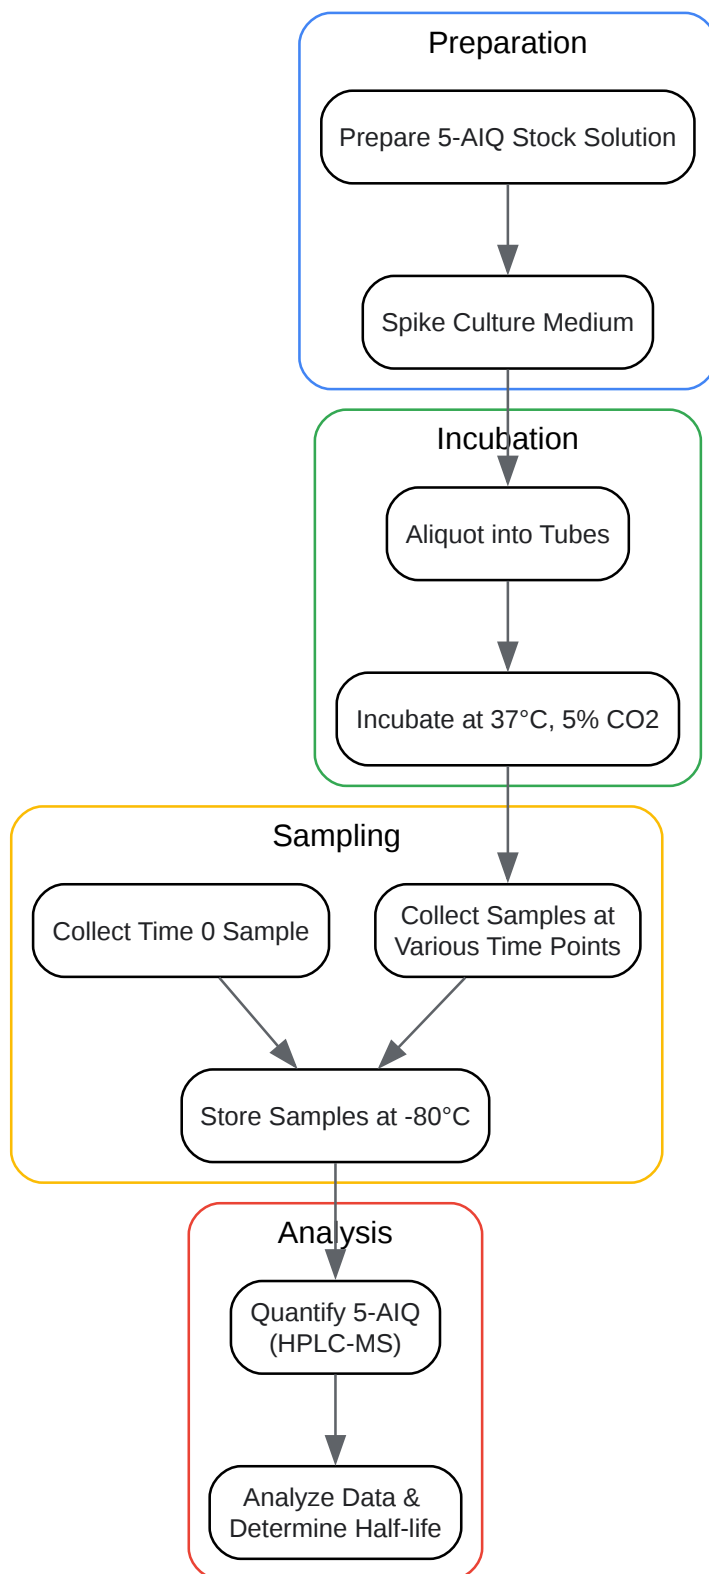 Preparation
Prepare 5-AIQ Stock Solution
Spike Culture Medium
Incubation
Aliquot into Tubes
Incubate at 37°C, 5% CO2
Sampling
Collect Time 0 Sample
Collect Samples at
Various Time Points
Store Samples at -80°C
Analysis
Quantify 5-AIQ
(HPLC-MS)
Analyze Data &
Determine Half-life